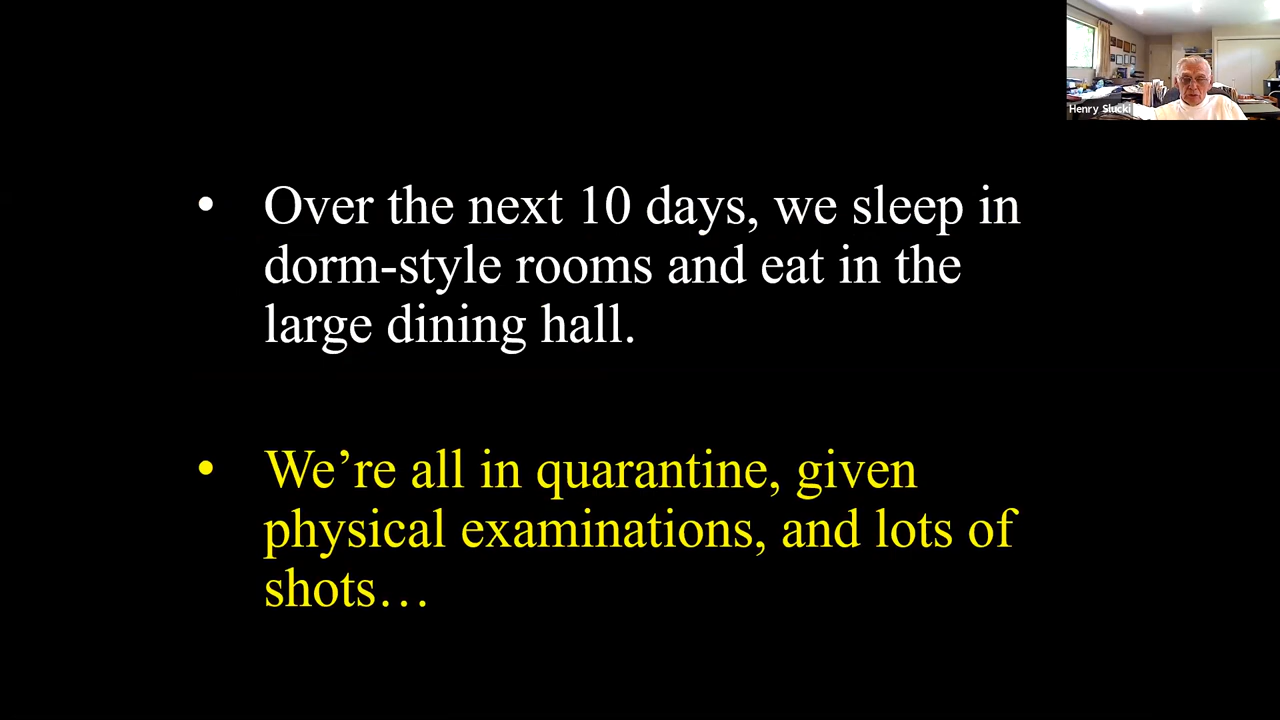 Henry Slucki
• Over the next 10 days, we sleep in
dorm-style rooms and eat in the
large dining hall.
• We’re all in quarantine, given
physical examinations, and lots of
shots…